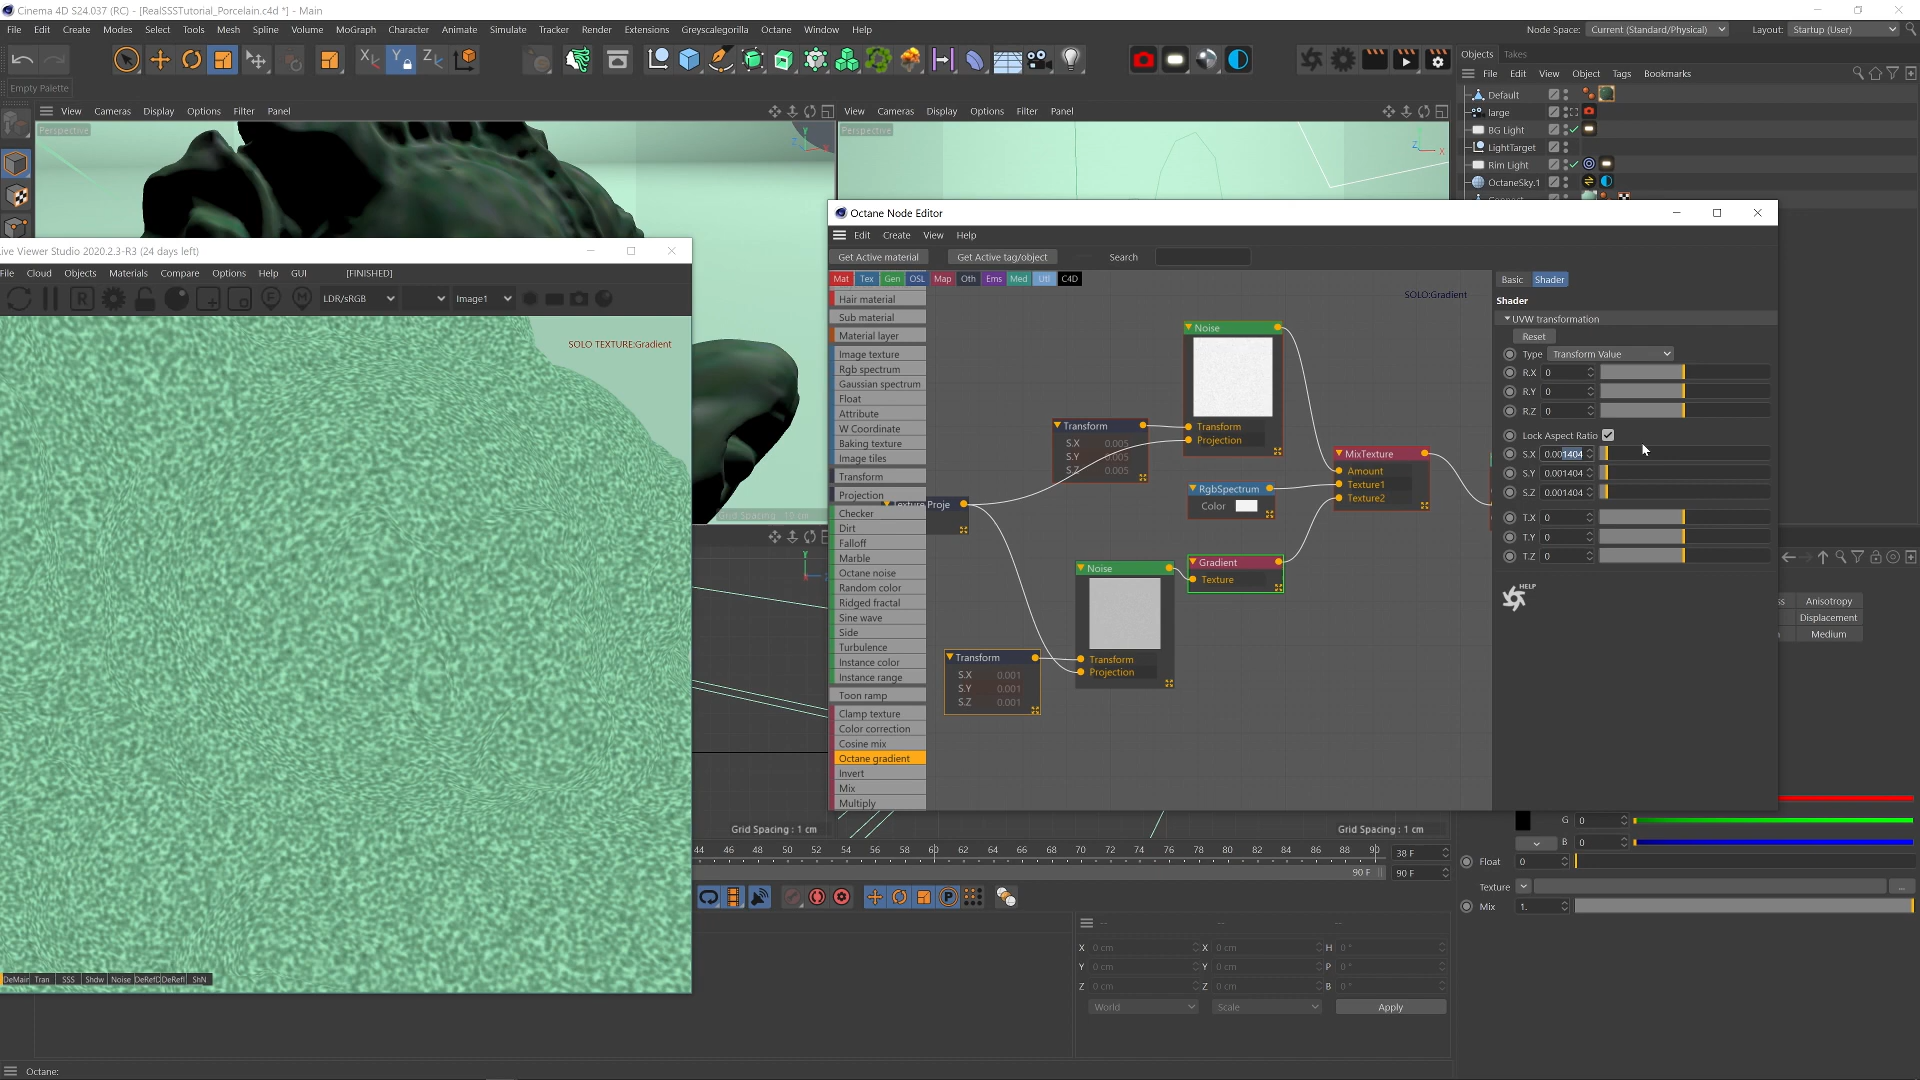 Cinema 4D S24.037 (RC) - [RealSSSTutorial_Porcelain.c4d *] - Main
File Edit Create Modes Select Tools Mesh Spline Volume MoGraph Character Animate Simulate Tracker Render Extensions Greyscalegorilla Octane Window Help
Node Space: Current (Standard/Physical) Layout: Startup (User)
Empty Palette
View Cameras Display Options Filter Panel
Perspective
View Cameras Display Options Filter Panel
Perspective
Objects Takes
File Edit View Object Tags Bookmarks
Default
large
BG Light
LightTarget
Rim Light
OctaneSky.1
ive Viewer Studio 2020.2.3-R3 (24 days left)
File Cloud Objects Materials Compare Options Help GUI [FINISHED]
LDR/sRGB Image1
SOLO TEXTURE:Gradient
DeMain Tran SSS Shdw Noise DeRefD DeRefl ShN
Octane Node Editor
Edit Create View Help
Get Active material Get Active tag/object Search
Mat Tex Gen OSL Map Oth Ems Med Utl C4D
Hair material
Sub material
Material layer
Image texture
Rgb spectrum
Gaussian spectrum
Float
Attribute
W Coordinate
Baking texture
Image tiles
Transform
Projection
Checker
Dirt
Falloff
Marble
Octane noise
Random color
Ridged fractal
Sine wave
Side
Turbulence
Instance color
Instance range
Toon ramp
Clamp texture
Color correction
Cosine mix
Octane gradient
Invert
Mix
Multiply
SOLO:Gradient
Noise
Transform
Projection
Transform
S.X 0.005
S.Y 0.005
S.Z 0.005
Texture Proje
RgbSpectrum
Color
MixTexture
Amount
Texture1
Texture2
Gradient
Texture
Noise
Transform
Projection
Transform
S.X 0.001
S.Y 0.001
S.Z 0.001
Basic Shader
Shader
UVW transformation
Reset
Type Transform Value
R.X 0
R.Y 0
R.Z 0
Lock Aspect Ratio
S.X 0.001404
S.Y 0.001404
S.Z 0.001404
T.X 0
T.Y 0
T.Z 0
HELP
Anisotropy
Displacement
Medium
G 0
B 0
Float 0
Texture
Mix 1.
Grid Spacing : 1 cm
Grid Spacing : 1 cm
44 46 48 50 52 54 56 58 60 62 64 66 68 70 72 74 76 78 80 82 84 86 88 90
38 F
90 F 90 F
X 0 cm X 0 cm H 0 °
Y 0 cm Y 0 cm P 0 °
Z 0 cm Z 0 cm B 0 °
World Scale Apply
Octane: